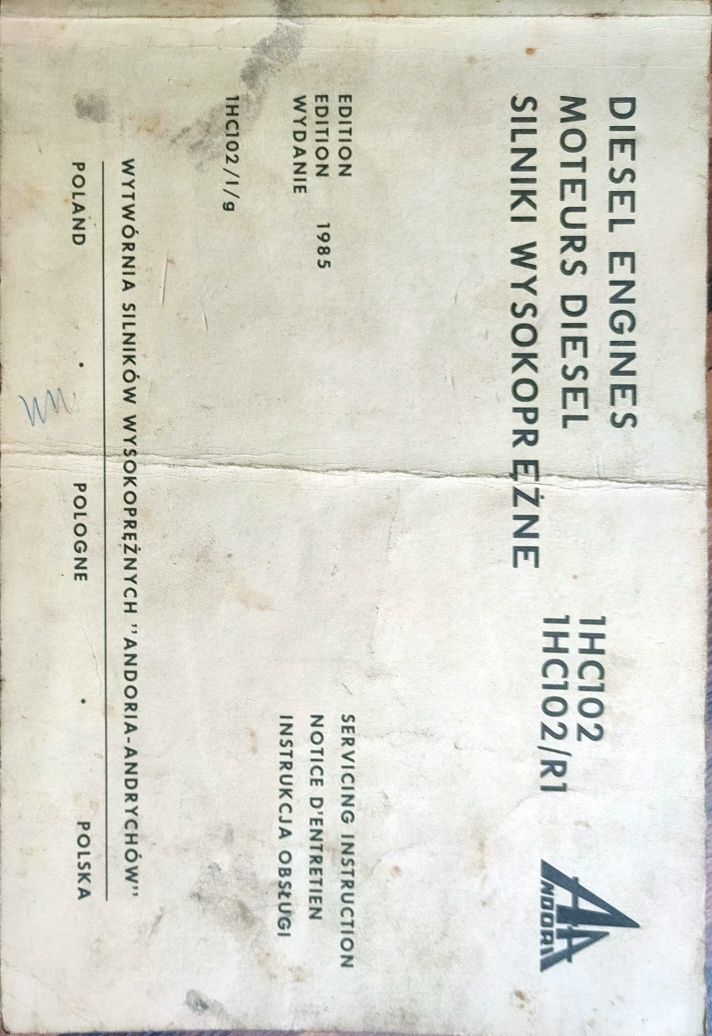 DIESEL ENGINES
MOTEURS DIESEL
SILNIKI WYSOKOPRĘŻNE
1HC102
1HC102/R1
ANDORIA
EDITION
EDITION 1985
WYDANIE
SERVICING INSTRUCTION
NOTICE D'ENTRETIEN
INSTRUKCJA OBSŁUGI
1HC102/I/g
WYTWÓRNIA SILNIKÓW WYSOKOPRĘŻNYCH "ANDORIA-ANDRYCHÓW"
POLAND • POLOGNE • POLSKA